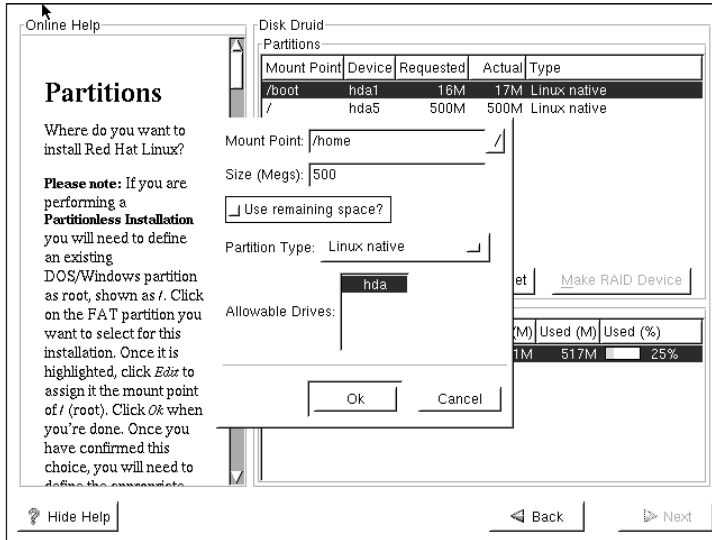 Online Help
Partitions
Where do you want to
install Red Hat Linux?
Please note: If you are
performing a
Partitionless Installation
you will need to define
an existing
DOS/Windows partition
as root, shown as /. Click
on the FAT partition you
want to select for this
installation. Once it is
highlighted, click Edit to
assign it the mount point
of / (root). Click Ok when
you're done. Once you
have confirmed this
choice, you will need to
define the appropriate
Disk Druid
Partitions
Mount Point Device Requested Actual Type
/boot hda1 16M 17M Linux native
/ hda5 500M 500M Linux native
Mount Point: /home /
Size (Megs): 500
Use remaining space?
Partition Type: Linux native
hda
Allowable Drives:
Ok Cancel
et Make RAID Device
(M) Used (M) Used (%)
1M 517M 25%
Hide Help Back Next